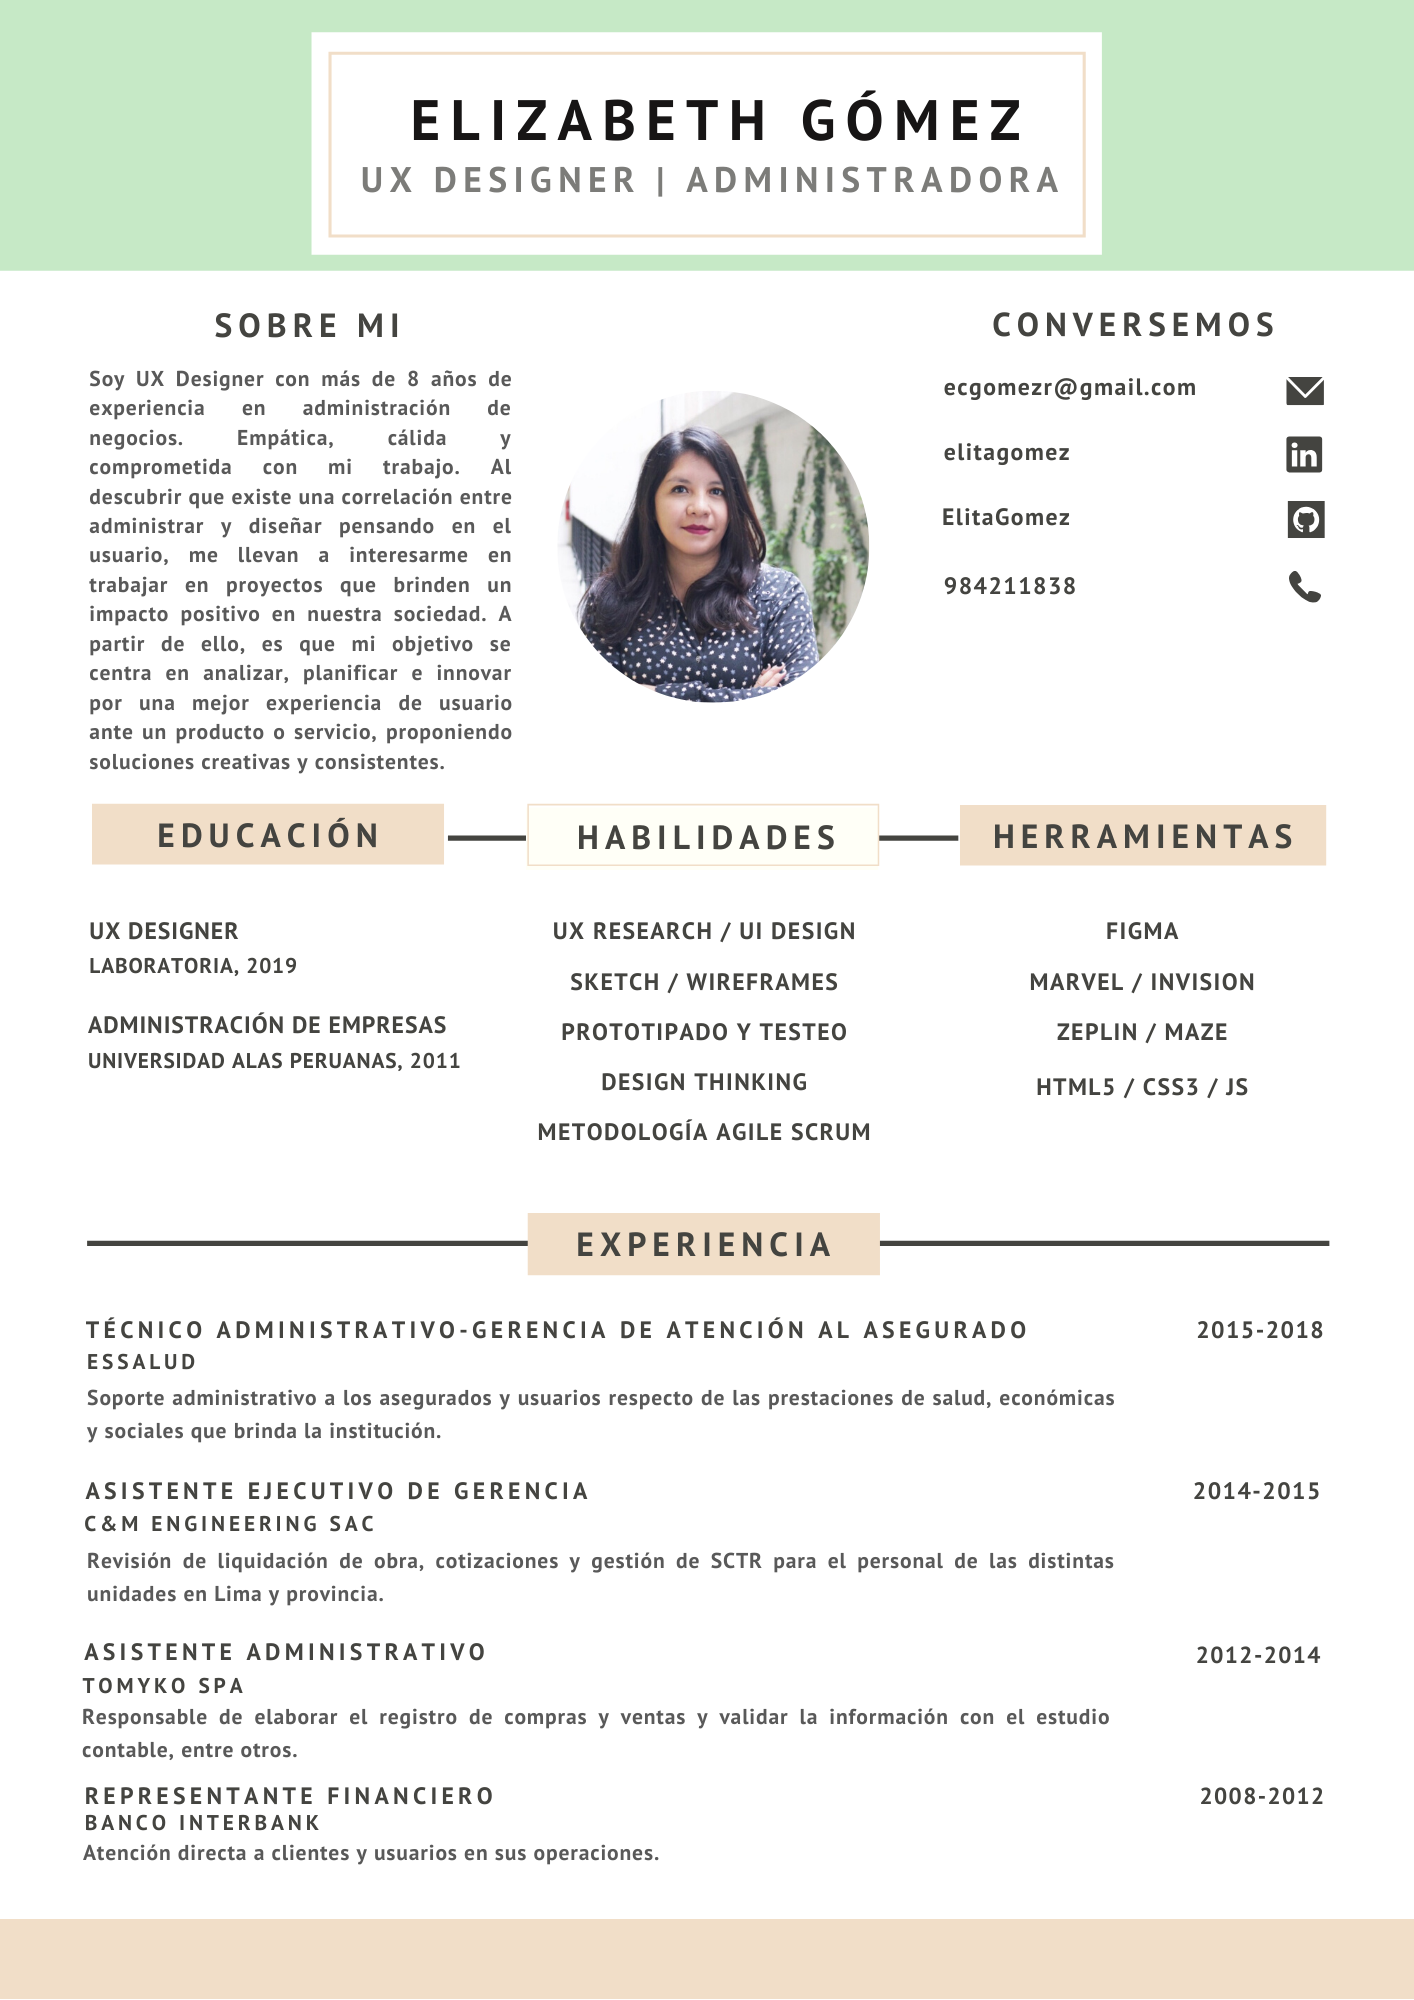 ELIZABETH GÓMEZ
UX DESIGNER | ADMINISTRADORA
SOBRE MI
Soy UX Designer con más de 8 años de
experiencia en administración de
negocios. Empática, cálida y
comprometida con mi trabajo. Al
descubrir que existe una correlación entre
administrar y diseñar pensando en el
usuario, me llevan a interesarme en
trabajar en proyectos que brinden un
impacto positivo en nuestra sociedad. A
partir de ello, es que mi objetivo se
centra en analizar, planificar e innovar
por una mejor experiencia de usuario
ante un producto o servicio, proponiendo
soluciones creativas y consistentes.
CONVERSEMOS
ecgomezr@gmail.com
elitagomez
in
ElitaGomez
984211838
EDUCACIÓN
UX DESIGNER
LABORATORIA, 2019
ADMINISTRACIÓN DE EMPRESAS
UNIVERSIDAD ALAS PERUANAS, 2011
HABILIDADES
UX RESEARCH / UI DESIGN
SKETCH / WIREFRAMES
PROTOTIPADO Y TESTEO
DESIGN THINKING
METODOLOGÍA AGILE SCRUM
HERRAMIENTAS
FIGMA
MARVEL / INVISION
ZEPLIN / MAZE
HTML5 / CSS3 / JS
EXPERIENCIA
TÉCNICO ADMINISTRATIVO-GERENCIA DE ATENCIÓN AL ASEGURADO 2015-2018
ESSALUD
Soporte administrativo a los asegurados y usuarios respecto de las prestaciones de salud, económicas
y sociales que brinda la institución.
ASISTENTE EJECUTIVO DE GERENCIA 2014-2015
C&M ENGINEERING SAC
Revisión de liquidación de obra, cotizaciones y gestión de SCTR para el personal de las distintas
unidades en Lima y provincia.
ASISTENTE ADMINISTRATIVO 2012-2014
TOMYKO SPA
Responsable de elaborar el registro de compras y ventas y validar la información con el estudio
contable, entre otros.
REPRESENTANTE FINANCIERO 2008-2012
BANCO INTERBANK
Atención directa a clientes y usuarios en sus operaciones.